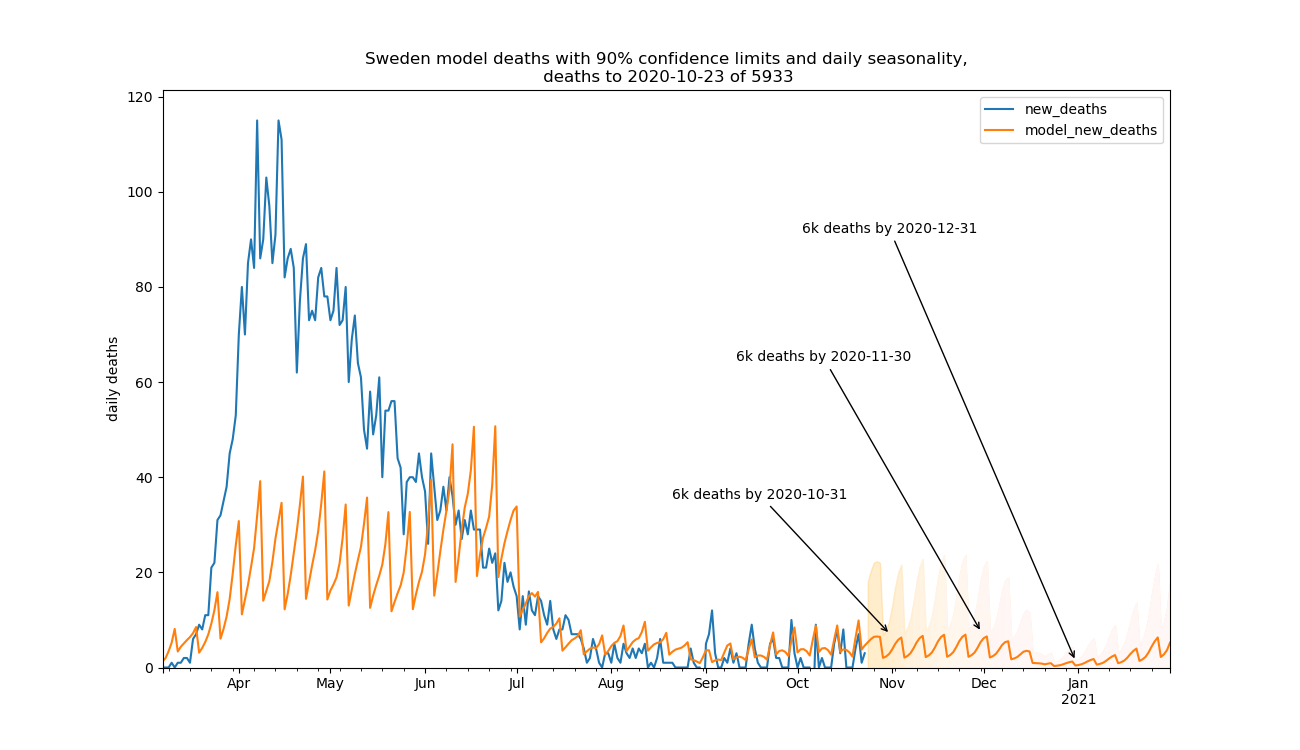 Sweden model deaths with 90% confidence limits and daily seasonality,
deaths to 2020-10-23 of 5933
120
100
80
60
40
20
0
daily deaths
new_deaths
model_new_deaths
6k deaths by 2020-12-31
6k deaths by 2020-11-30
6k deaths by 2020-10-31
Apr
May
Jun
Jul
Aug
Sep
Oct
Nov
Dec
Jan
2021